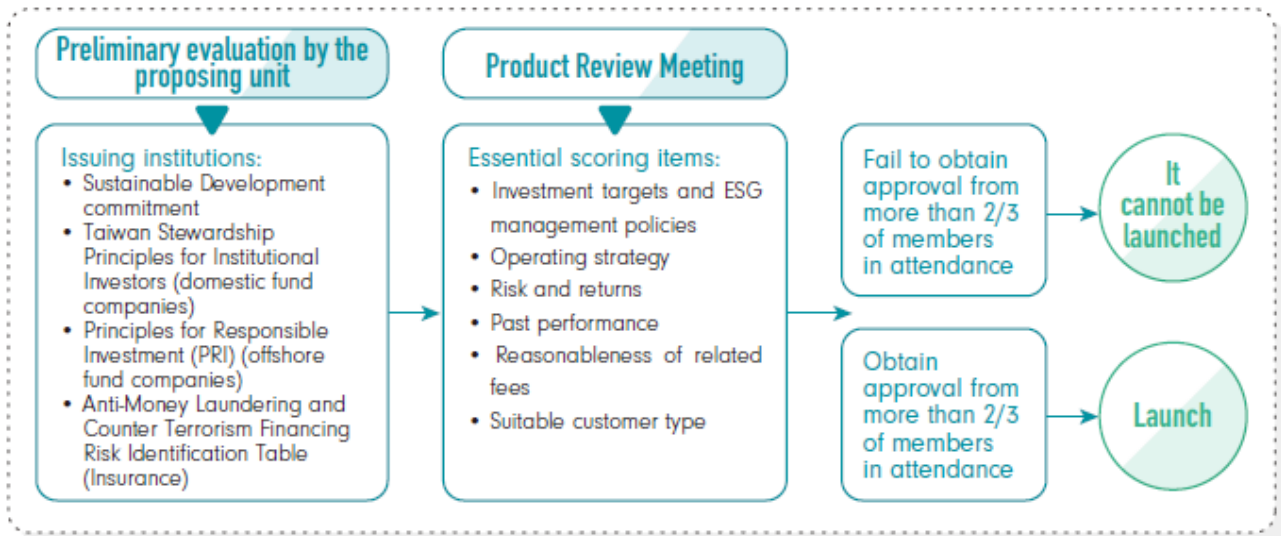 Preliminary evaluation by the
proposing unit
Issuing institutions:
• Sustainable Development
commitment
• Taiwan Stewardship
Principles for Institutional
Investors (domestic fund
companies)
• Principles for Responsible
Investment (PRI) (offshore
fund companies)
• Anti-Money Laundering and
Counter Terrorism Financing
Risk Identification Table
(Insurance)
Product Review Meeting
Essential scoring items:
• Investment targets and ESG
management policies
• Operating strategy
• Risk and returns
• Past performance
• Reasonableness of related
fees
• Suitable customer type
Fail to obtain
approval from
more than 2/3
of members
in attendance
It
cannot be
launched
Obtain
approval from
more than 2/3
of members
in attendance
Launch